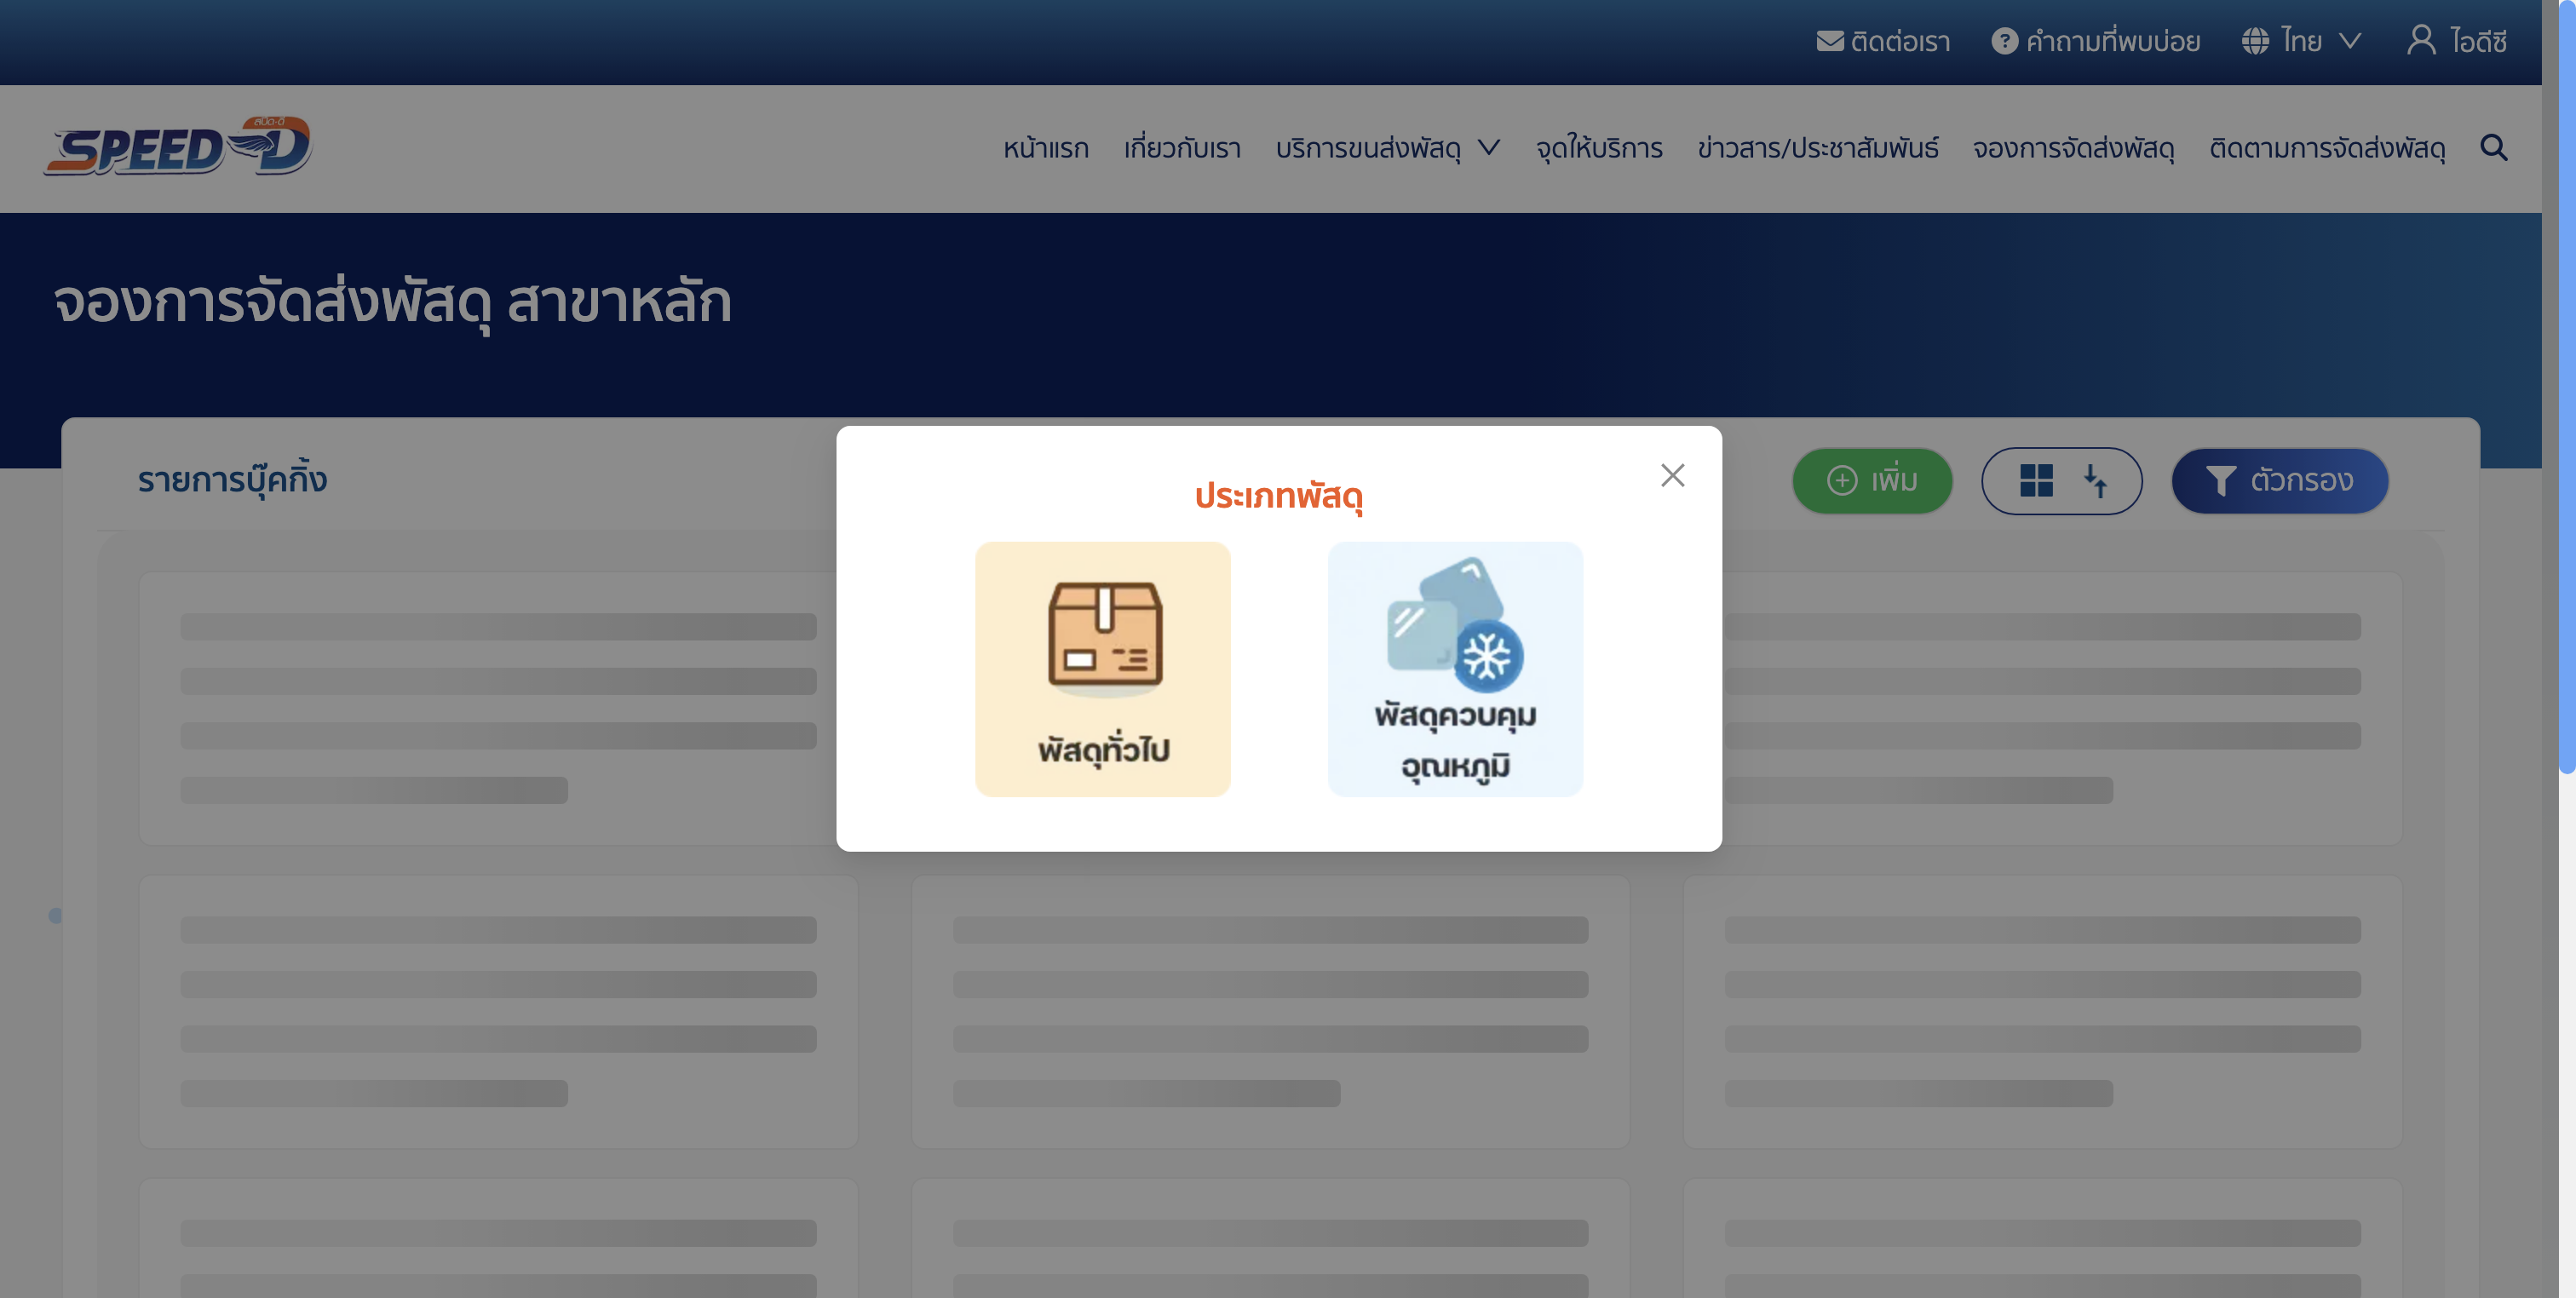 ติดต่อเรา คำถามที่พบบ่อย ไทย ไอดีซี
สปีด-ดี
SPEED-D
หน้าแรก เกี่ยวกับเรา บริการขนส่งพัสดุ จุดให้บริการ ข่าวสาร/ประชาสัมพันธ์ จองการจัดส่งพัสดุ ติดตามการจัดส่งพัสดุ
จองการจัดส่งพัสดุ สาขาหลัก
รายการบุ๊คกิ้ง
เพิ่ม
ตัวกรอง
ประเภทพัสดุ
พัสดุทั่วไป
พัสดุควบคุม
อุณหภูมิ